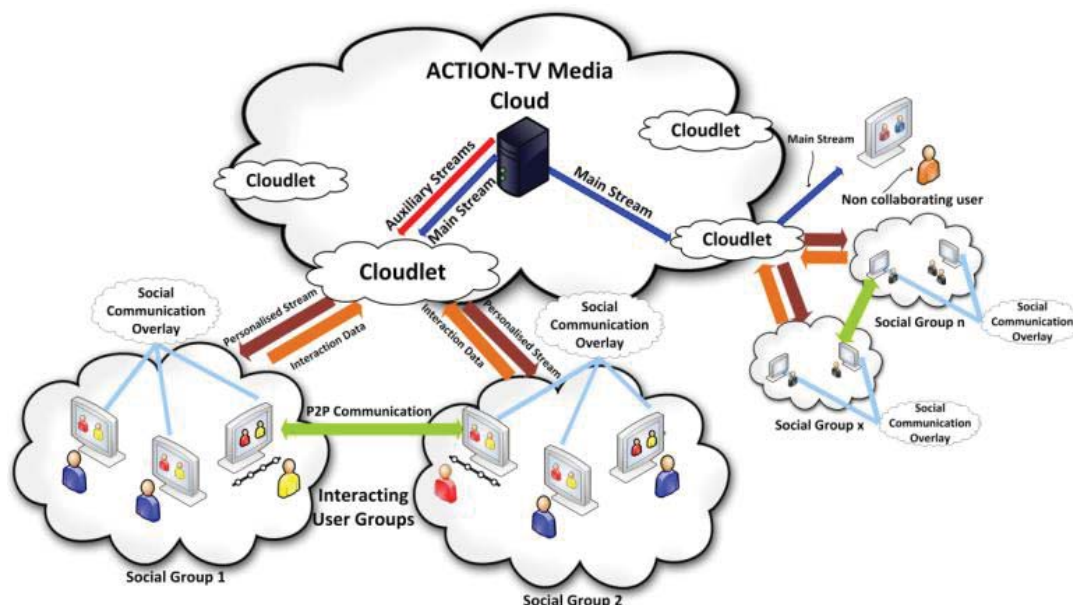 ACTION-TV Media
Cloud
Cloudlet
Cloudlet
Auxiliary Streams
Main Stream
Main Stream
Main Stream
Non collaborating user
Cloudlet
Cloudlet
Social
Communication
Overlay
Personalised Stream
Interaction Data
Interaction Data
Personalised Stream
Social
Communication
Overlay
Social Group n
Social
Communication
Overlay
Social Group x
Social
Communication
Overlay
P2P Communication
Interacting
User Groups
Social Group 1
Social Group 2